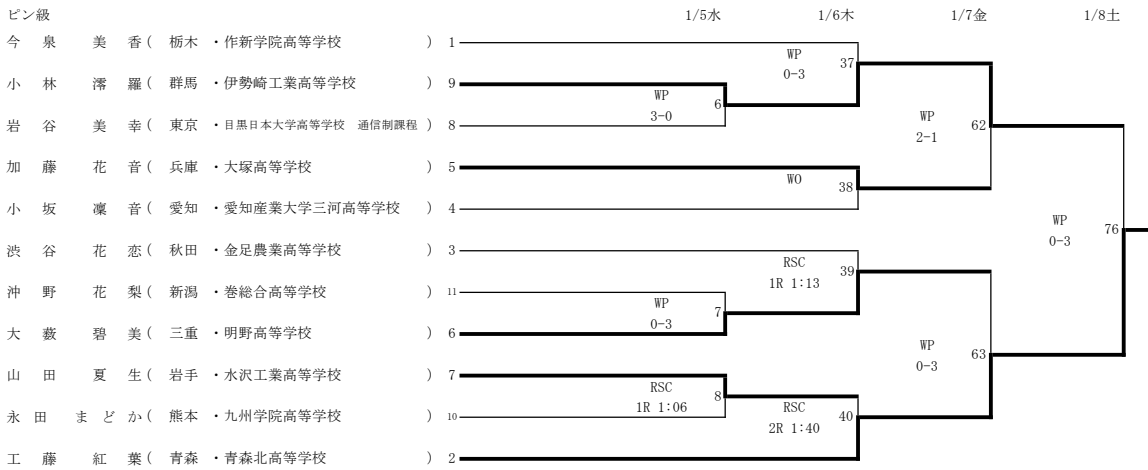 ピン級 1/5水 1/6木 1/7金 1/8土
今泉 美香( 栃木 ・作新学院高等学校 ) 1
WP 37
0-3
小林 澪羅( 群馬 ・伊勢崎工業高等学校 ) 9
WP 6
3-0
岩谷 美幸( 東京 ・目黒日本大学高等学校 通信制課程 ) 8
WP 62
2-1
加藤 花音( 兵庫 ・大塚高等学校 ) 5
WO 38
小坂 凜音( 愛知 ・愛知産業大学三河高等学校 ) 4
WP 76
0-3
渋谷 花恋( 秋田 ・金足農業高等学校 ) 3
RSC 39
1R 1:13
沖野 花梨( 新潟 ・巻総合高等学校 ) 11
WP 7
0-3
大薮 碧美( 三重 ・明野高等学校 ) 6
WP 63
0-3
山田 夏生( 岩手 ・水沢工業高等学校 ) 7
RSC 8
1R 1:06
永田 まどか( 熊本 ・九州学院高等学校 ) 10
RSC 40
2R 1:40
工藤 紅葉( 青森 ・青森北高等学校 ) 2